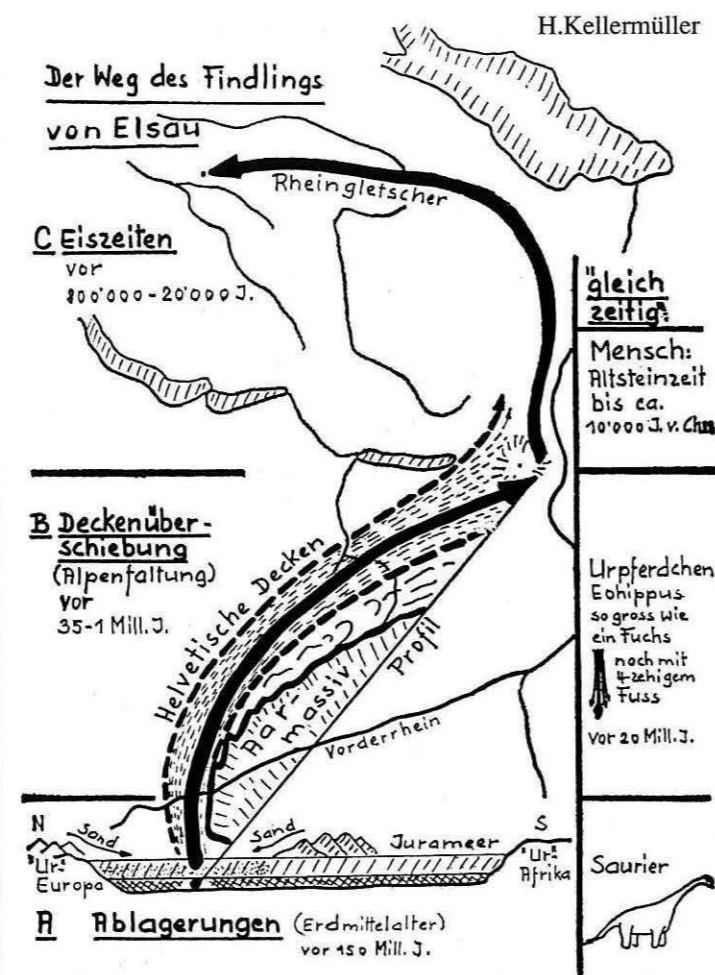 H.Kellermüller
Der Weg des Findlings
von Elsau
Rheingletscher
C Eiszeiten
vor
800'000-20'000 J.
"gleich
zeitig":
Mensch:
Altsteinzeit
bis ca.
10'000 J. v. Chr.
B Deckenüber-
schiebung
(Alpenfaltung)
vor
35-1 Mill. J.
Helvetische Decken
Aar-
massiv
Profil
Vorderrhein
Urpferdchen
Eohippus
so gross wie
ein Fuchs
noch mit
4zehigem
Fuss
vor 20 Mill. J.
N
Sand
Sand
Jurameer
S
"Ur"-
Europa
"Ur"-
Afrika
Saurier
A Ablagerungen (Erdmittelalter)
vor 150 Mill. J.